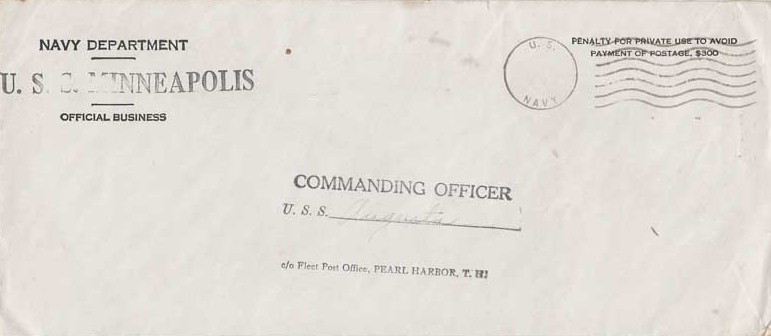 NAVY DEPARTMENT
U. S. S. MINNEAPOLIS
OFFICIAL BUSINESS
U. S.
NAVY
PENALTY FOR PRIVATE USE TO AVOID
PAYMENT OF POSTAGE, $300
COMMANDING OFFICER
U. S. S. Augusta
c/o Fleet Post Office, PEARL HARBOR, T. H.